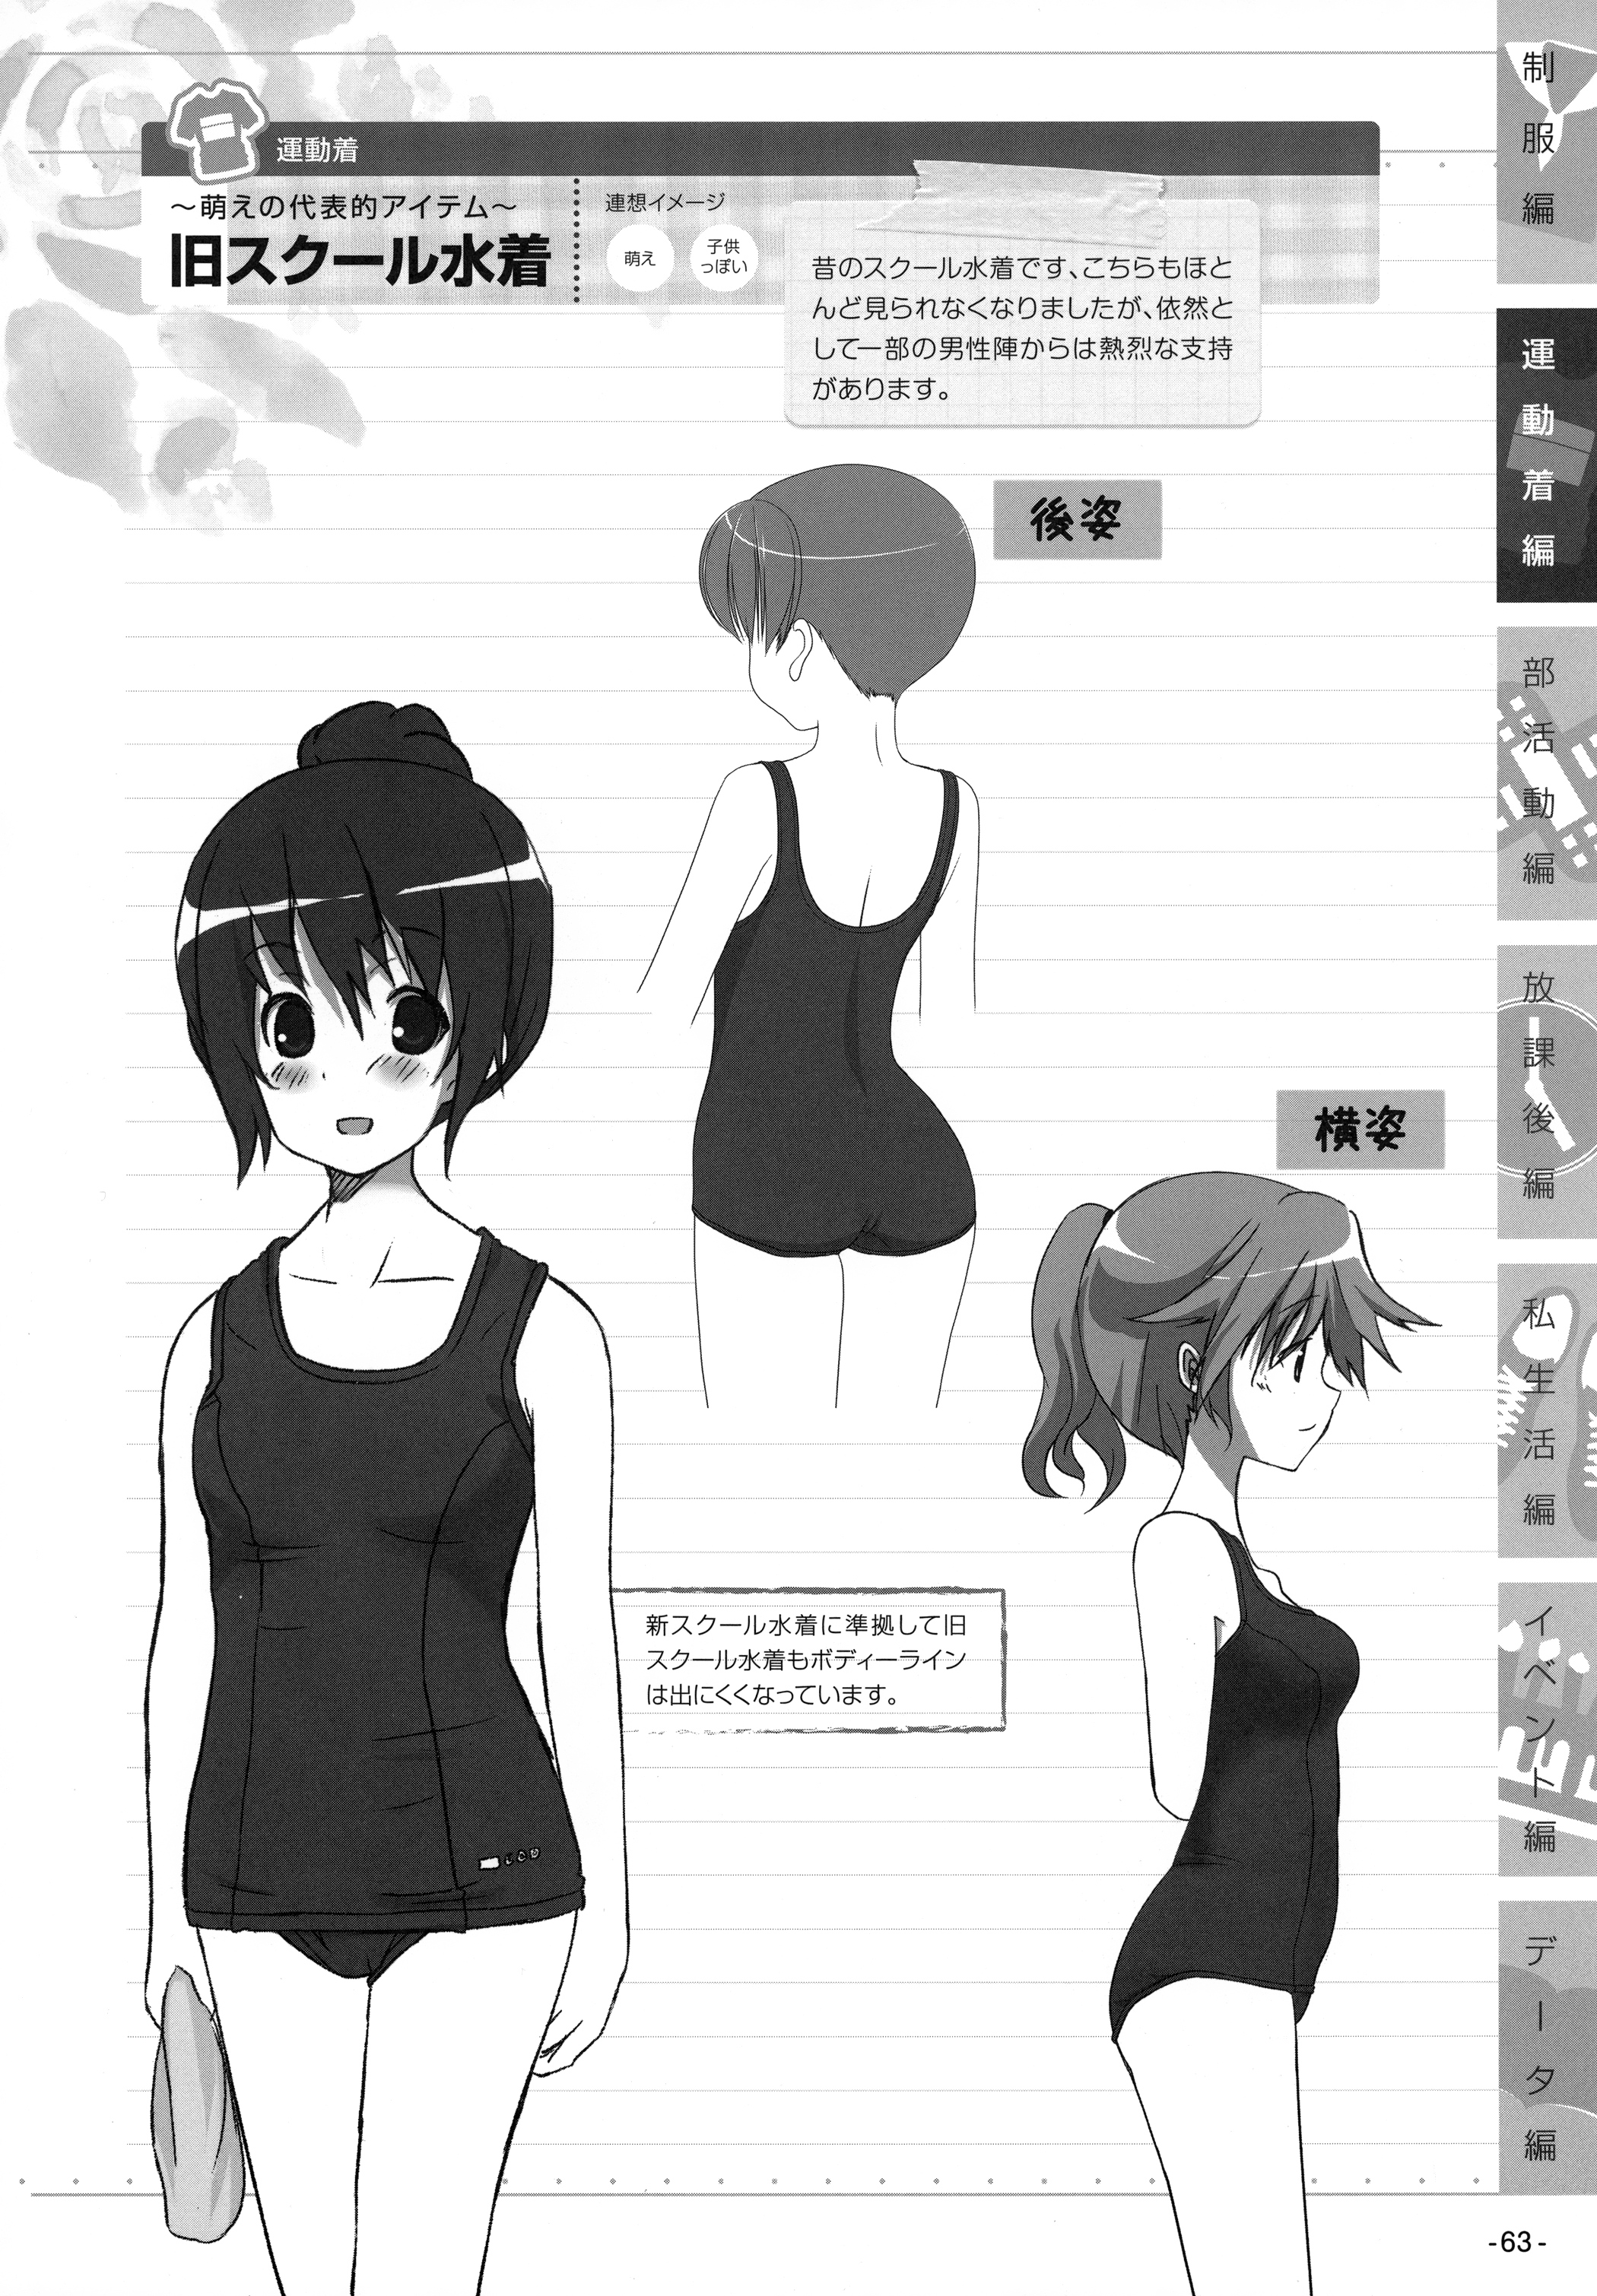 運動着
〜萌えの代表的アイテム〜
旧スクール水着
連想イメージ
萌え
子供
っぽい
昔のスクール水着です、こちらもほと
んど見られなくなりましたが、依然と
して一部の男性陣からは熱烈な支持
があります。
後姿
横姿
新スクール水着に準拠して旧
スクール水着もボディーライン
は出にくくなっています。
制服編
運動着編
部活動編
放課後編
私生活編
イベント編
データ編
-63-